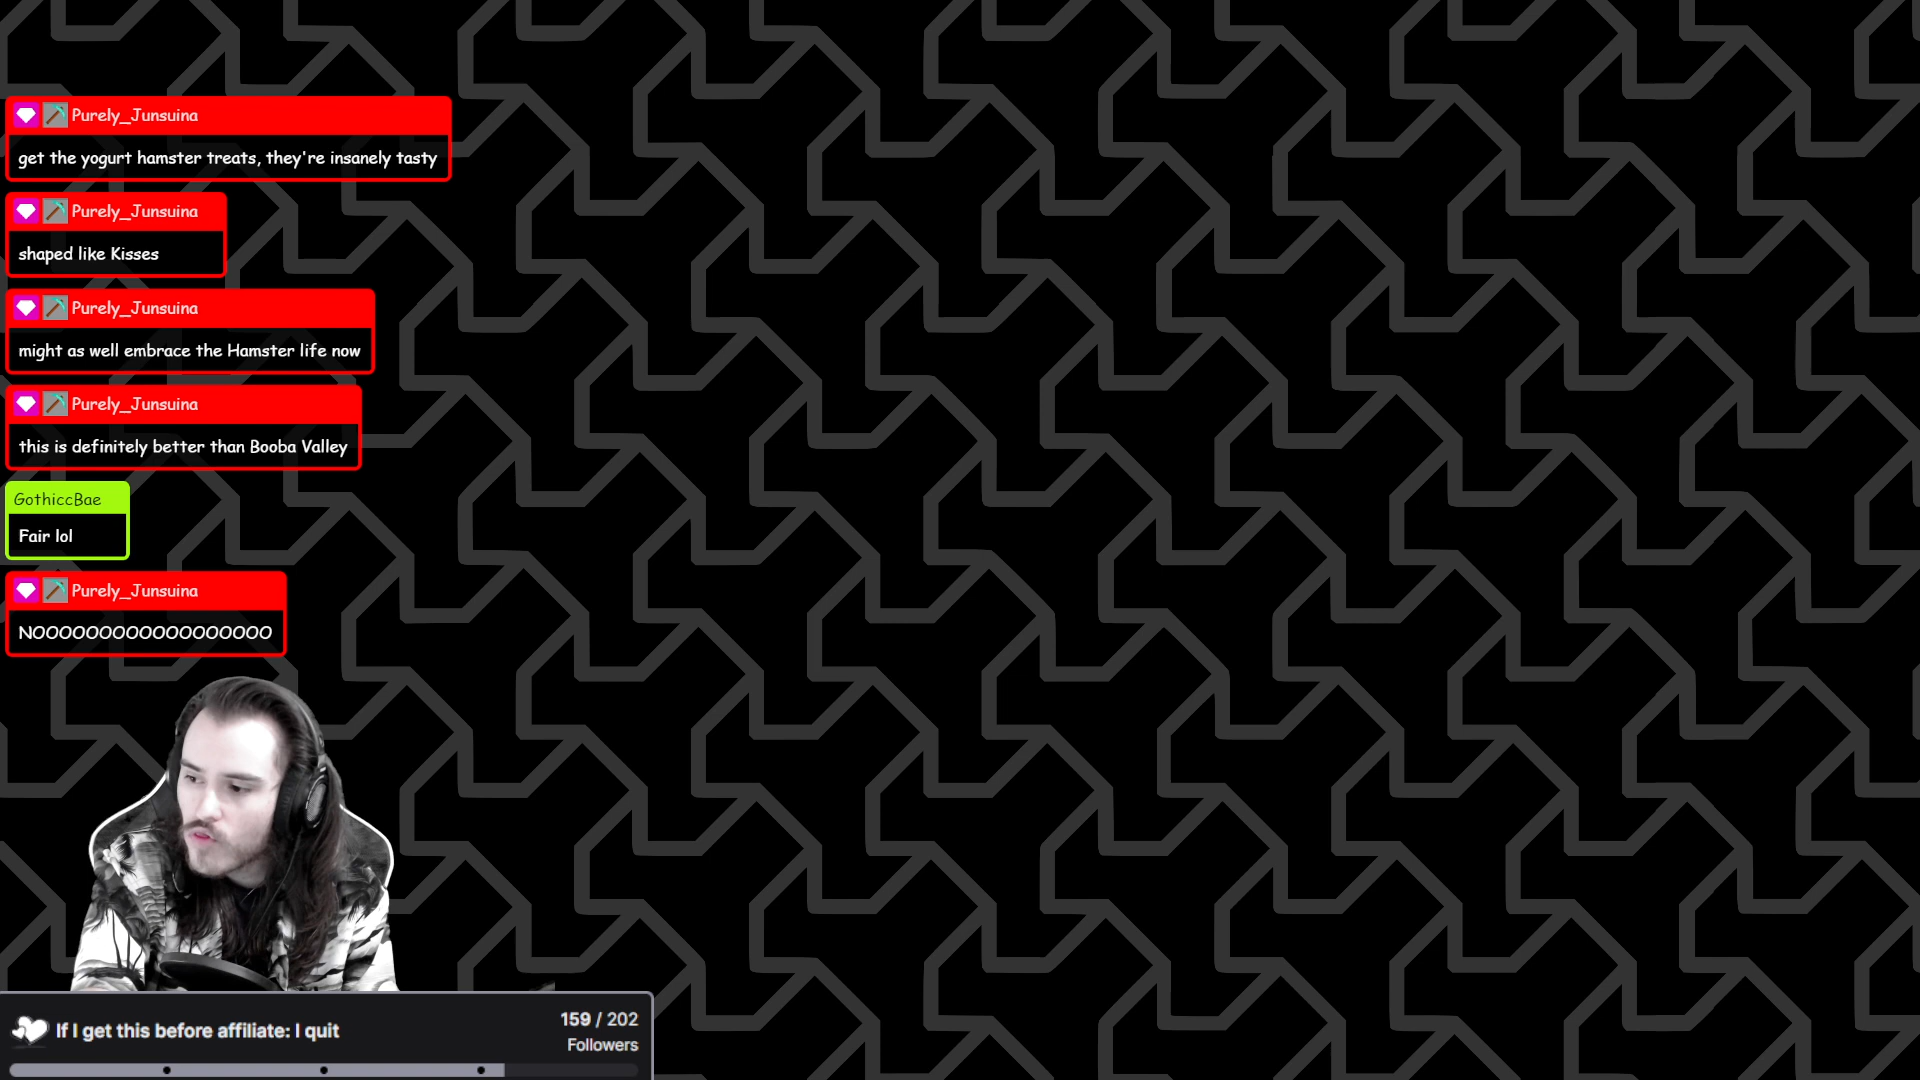 Purely_Junsuina
get the yogurt hamster treats, they're insanely tasty
Purely_Junsuina
shaped like Kisses
Purely_Junsuina
might as well embrace the Hamster life now
Purely_Junsuina
this is definitely better than Booba Valley
GothiccBae
Fair lol
Purely_Junsuina
NOOOOOOOOOOOOOOOOOO
If I get this before affiliate: I quit
159 / 202
Followers